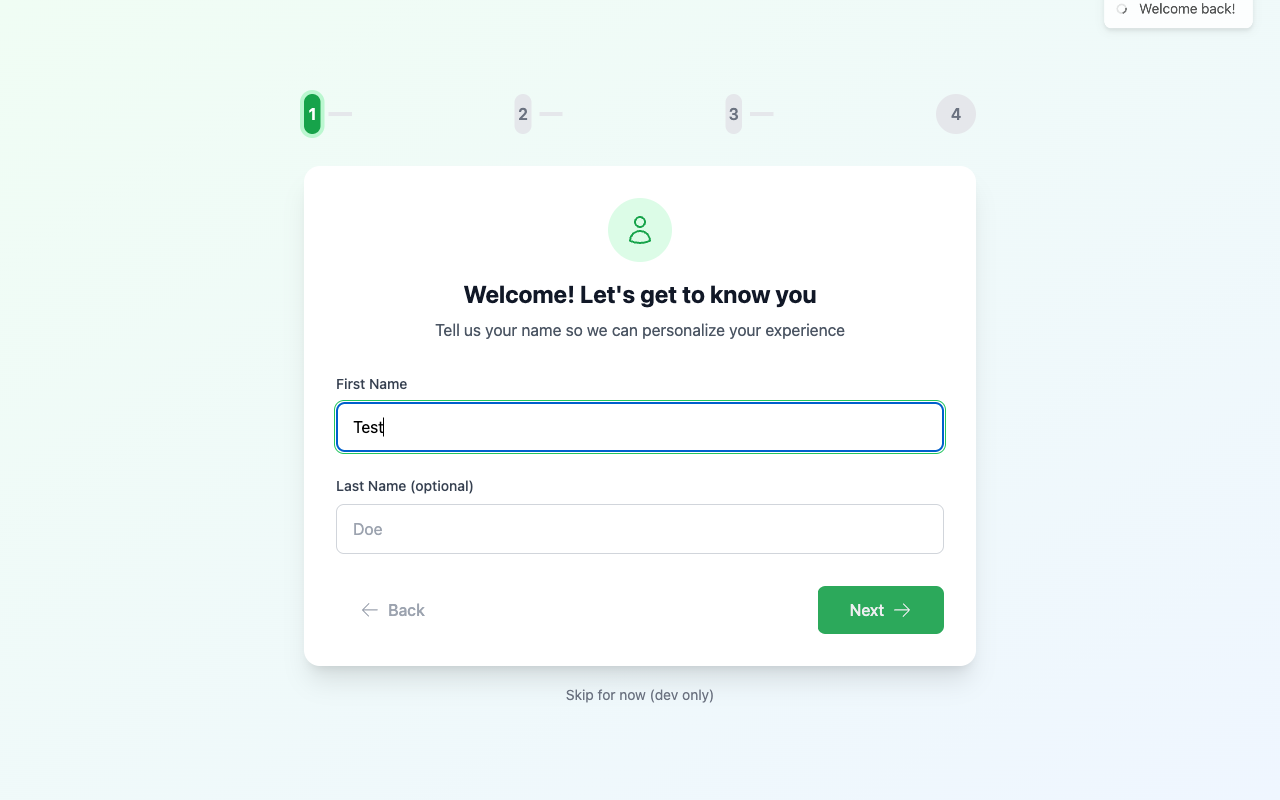 Welcome back!
1 2 3 4
Welcome! Let's get to know you
Tell us your name so we can personalize your experience
First Name
Test
Last Name (optional)
Doe
Back Next
Skip for now (dev only)